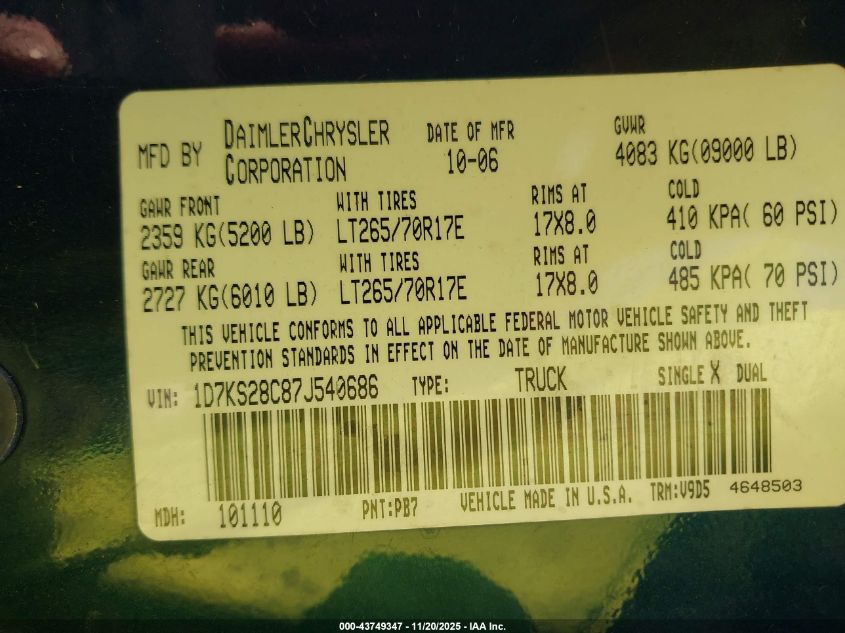 MFD BY DAIMLERCHRYSLER CORPORATION DATE OF MFR 10-06 GVWR 4083 KG(09000 LB)
GAWR FRONT WITH TIRES RIMS AT COLD
2359 KG(5200 LB) LT265/70R17E 17X8.0 410 KPA( 60 PSI)
GAWR REAR WITH TIRES RIMS AT COLD
2727 KG(6010 LB) LT265/70R17E 17X8.0 485 KPA( 70 PSI)
THIS VEHICLE CONFORMS TO ALL APPLICABLE FEDERAL MOTOR VEHICLE SAFETY AND THEFT
PREVENTION STANDARDS IN EFFECT ON THE DATE OF MANUFACTURE SHOWN ABOVE.
VIN: 1D7KS28C87J540686 TYPE: TRUCK SINGLE X DUAL
MDH: 101110 PNT:PB7 VEHICLE MADE IN U.S.A. TRM:V9D5 4648503
000-43749347 - 11/20/2025 - IAA Inc.